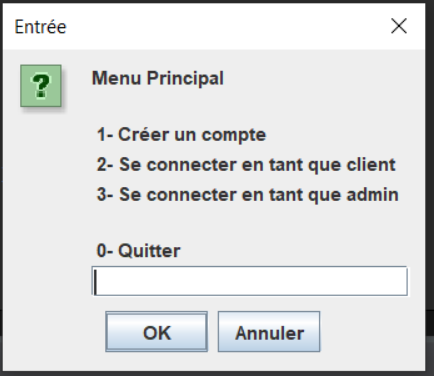 Entrée
?
Menu Principal
1- Créer un compte
2- Se connecter en tant que client
3- Se connecter en tant que admin
0- Quitter
OK
Annuler